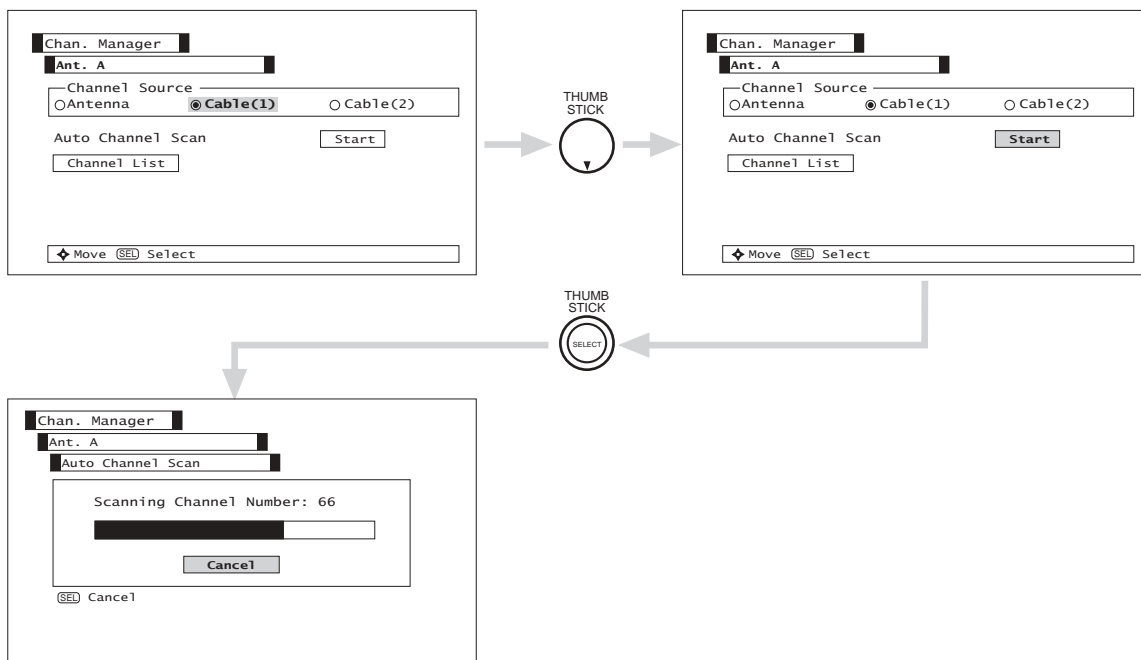 Chan. Manager
Ant. A
Channel Source
Antenna Cable(1) Cable(2)
Auto Channel Scan Start
Channel List
Move SEL Select
THUMB
STICK
Chan. Manager
Ant. A
Channel Source
Antenna Cable(1) Cable(2)
Auto Channel Scan Start
Channel List
Move SEL Select
THUMB
STICK
SELECT
Chan. Manager
Ant. A
Auto Channel Scan
Scanning Channel Number: 66
Cancel
SEL Cancel